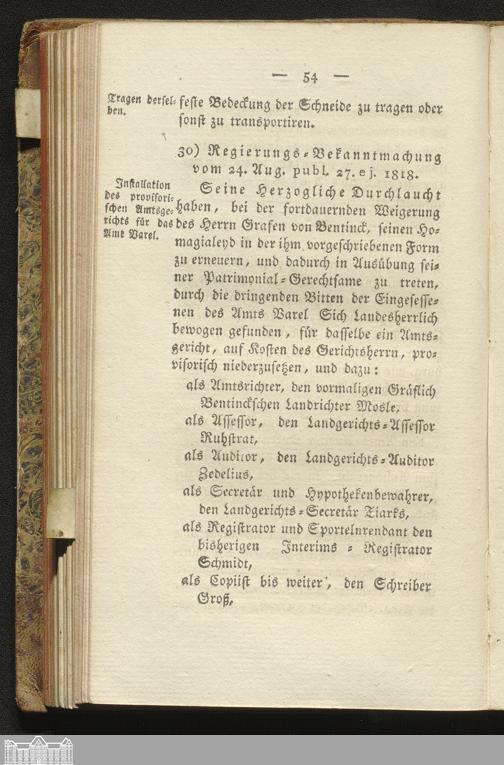 — 54 —
Tragen dersel=
ben.
feste Bedeckung der Schneide zu tragen oder
sonst zu transportiren.
30) Regierungs=Bekanntmachung
vom 24. Aug. publ. 27. ej. 1818.
Installation
des provisori=
schen Amtsge=
richts für das
Amt Varel.
Seine Herzogliche Durchlaucht
haben, bei der fortdauernden Weigerung
des Herrn Grafen von Bentinck, seinen Ho=
magialeyd in der ihm vorgeschriebenen Form
zu erneuern, und dadurch in Ausübung sei=
ner Patrimonial=Gerechtsame zu treten,
durch die dringenden Bitten der Eingesesse=
nen des Amts Varel Sich Landesherrlich
bewogen gefunden, für dasselbe ein Amts=
gericht, auf Kosten des Gerichtsherrn, pro=
visorisch niederzusetzen, und dazu:
als Amtsrichter, den vormaligen Gräflich
Bentinckschen Landrichter Mosle,
als Assessor, den Landgerichts=Assessor
Ruhstrat,
als Auditor, den Landgerichts=Auditor
Zedelius,
als Secretär und Hypothekenbewahrer,
den Landgerichts=Secretär Tiarks,
als Registrator und Sportelnrendant den
bisherigen Interims=Registrator
Schmidt,
als Copiist bis weiter, den Schreiber
Groß,